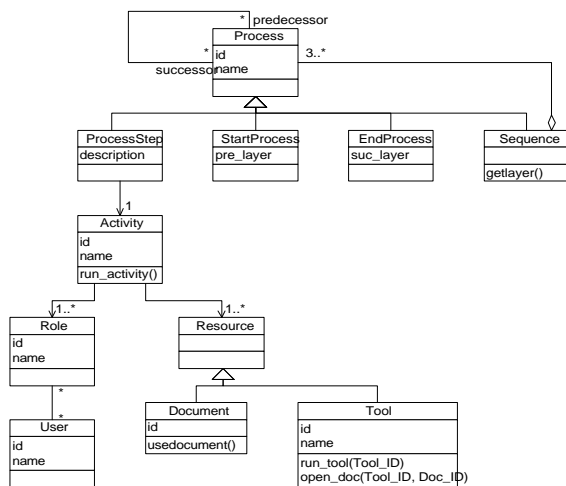 * predecessor
Process
* id 3..*
successor name
ProcessStep StartProcess EndProcess Sequence
description pre_layer suc_layer
getlayer()
1
Activity
id
name
run_activity()
1..* 1..*
Role Resource
id
name
*
Document Tool
* id id
User usedocument() name
id
name run_tool(Tool_ID)
open_doc(Tool_ID, Doc_ID)